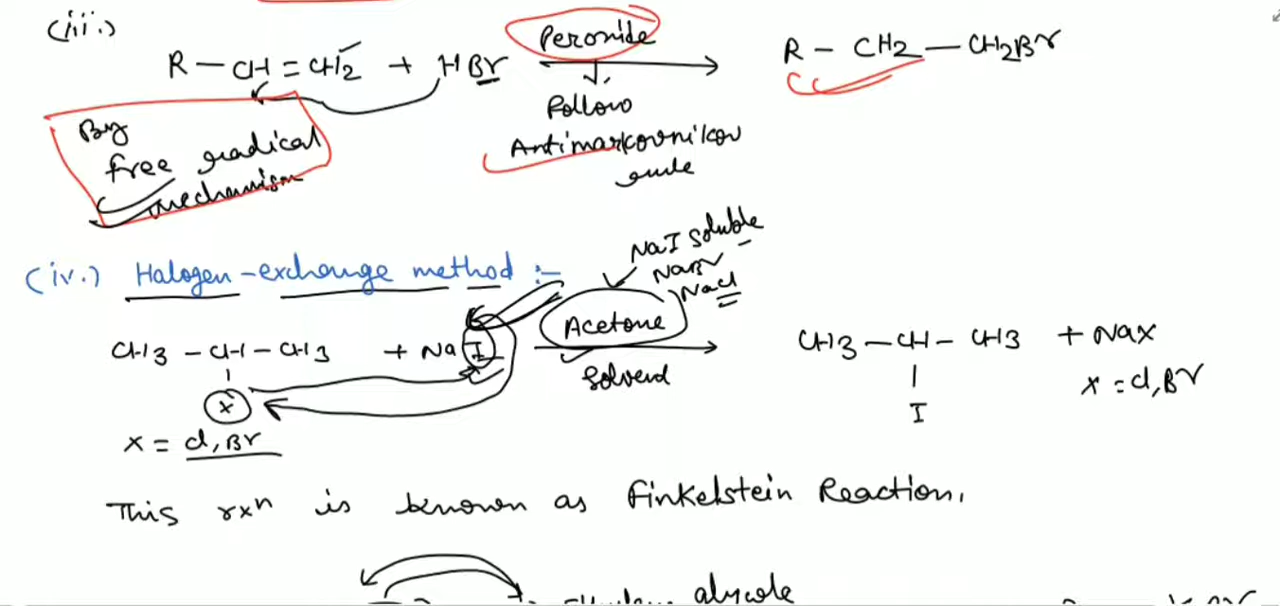 (iii.)
R — CH = CH2 + HBr Peroxide R — CH2 — CH2Br
follow
Antimarkovnikov
rule
By
free radical
mechanism
(iv.) Halogen-exchange method :-
NaI soluble
NaBr
NaCl
CH3 — CH — CH3 + NaI Acetone CH3 — CH — CH3 + NaX
Solvend
X X = Cl, Br
I
X = Cl, Br
This rxn is known as Finkelstein Reaction.
glycole